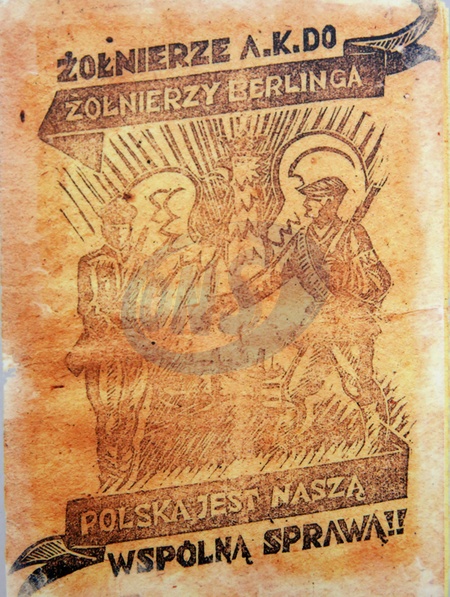 ŻOŁNIERZE A.K. DO
ŻOŁNIERZY BERLINGA
POLSKA JEST NASZĄ
WSPÓLNĄ SPRAWĄ!!